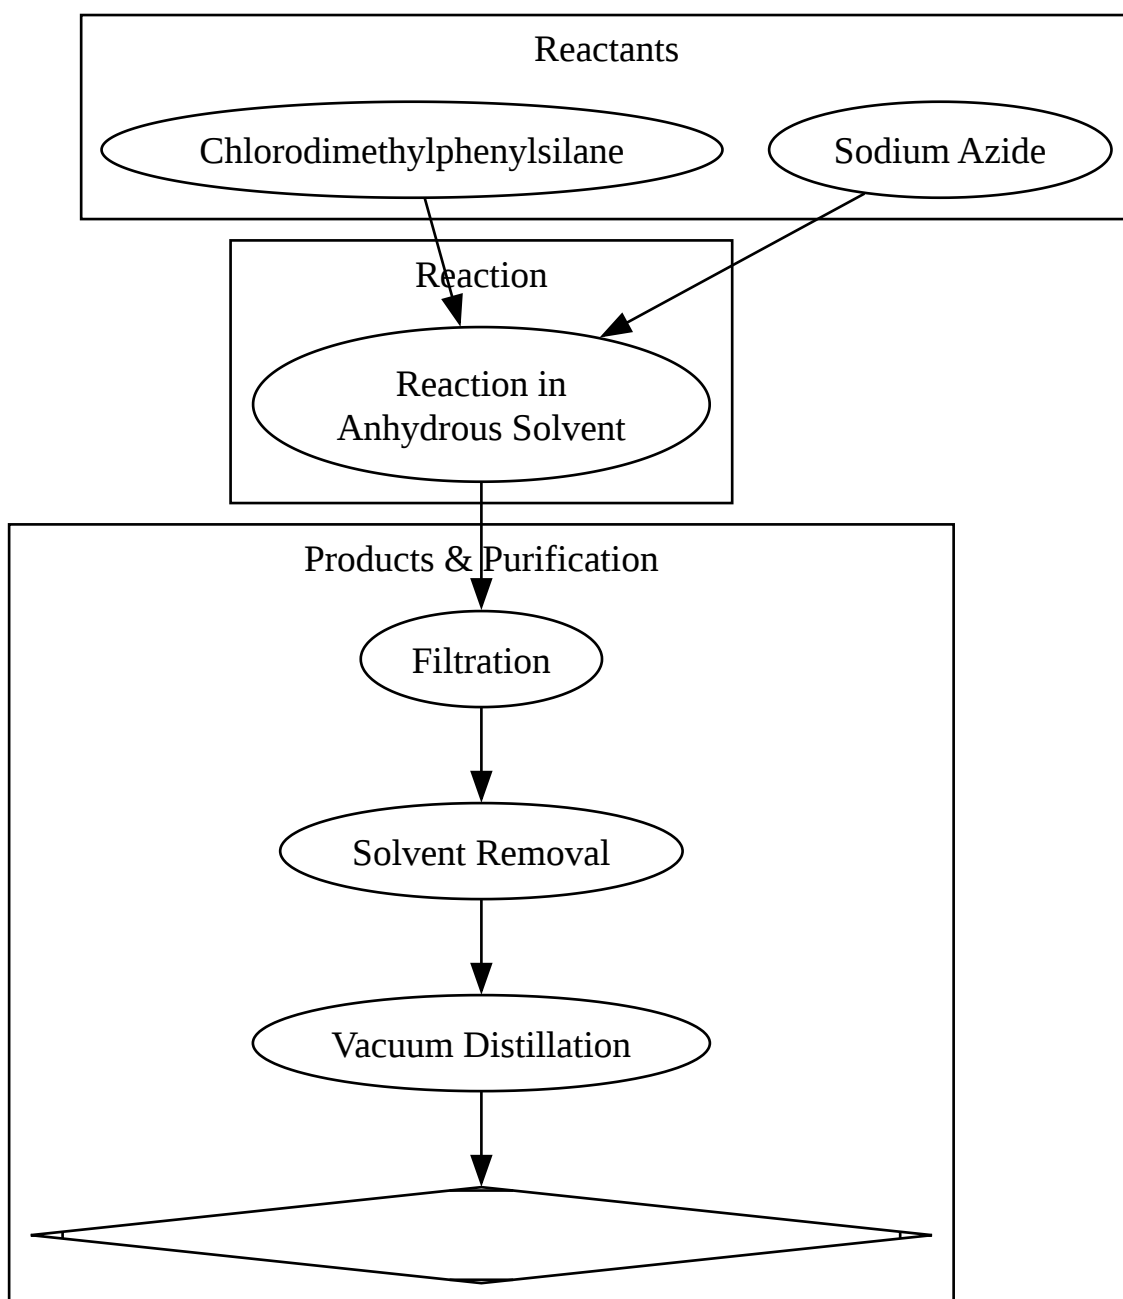 Reactants
Chlorodimethylphenylsilane
Sodium Azide
Reaction
Reaction in
Anhydrous Solvent
Products & Purification
Filtration
Solvent Removal
Vacuum Distillation